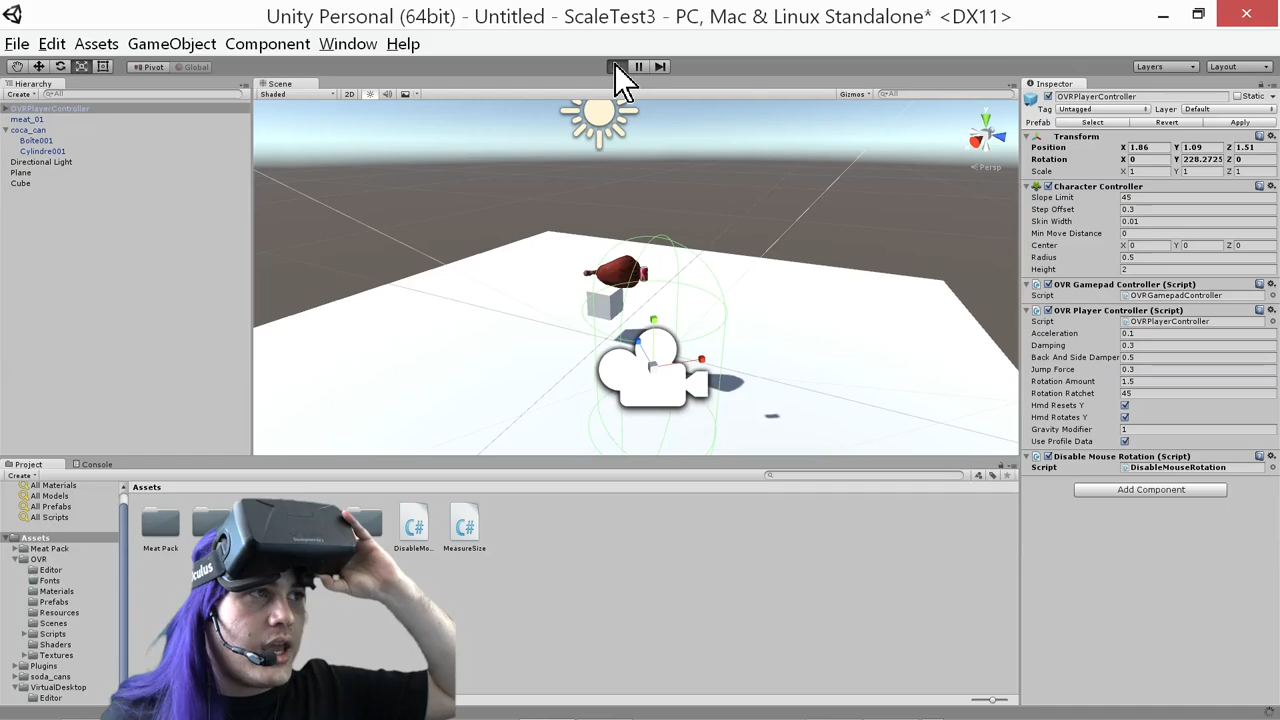 Unity Personal (64bit) - Untitled - ScaleTest3 - PC, Mac & Linux Standalone* <DX11>
File Edit Assets GameObject Component Window Help
Pivot Global Layers Layout
Hierarchy
Create All
OVRPlayerController
meat_01
coca_can
Boîte001
Cylindre001
Directional Light
Plane
Cube
Scene
Shaded 2D Gizmos All
Persp
Inspector
OVRPlayerController Static
Tag Untagged Layer Default
Prefab Select Revert Apply
Transform
Position X 1.86 Y 1.09 Z 1.51
Rotation X 0 Y 228.2725 Z 0
Scale X 1 Y 1 Z 1
Character Controller
Slope Limit 45
Step Offset 0.3
Skin Width 0.01
Min Move Distance 0
Center X 0 Y 0 Z 0
Radius 0.5
Height 2
OVR Gamepad Controller (Script)
Script OVRGamepadController
OVR Player Controller (Script)
Script OVRPlayerController
Acceleration 0.1
Damping 0.3
Back And Side Damper 0.5
Jump Force 0.3
Rotation Amount 1.5
Rotation Ratchet 45
Hmd Resets Y
Hmd Rotates Y
Gravity Modifier 1
Use Profile Data
Disable Mouse Rotation (Script)
Script DisableMouseRotation
Add Component
Project Console
Create
All Materials
All Models
All Prefabs
All Scripts
Assets
Meat Pack
OVR
Editor
Fonts
Materials
Prefabs
Resources
Scenes
Scripts
Shaders
Textures
Plugins
soda_cans
VirtualDesktop
Editor
Assets
Meat Pack DisableMo... MeasureSize
C# C#
oculus